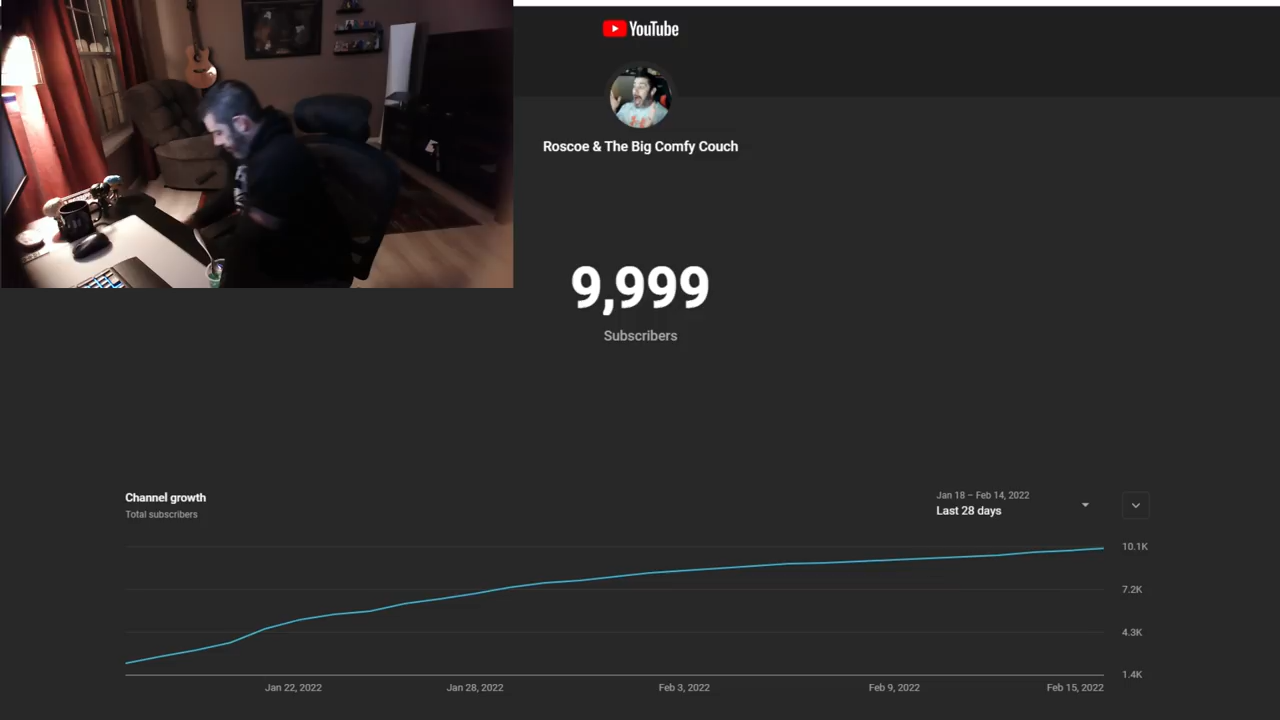 YouTube
Roscoe & The Big Comfy Couch
9,999
Subscribers
Channel growth
Total subscribers
Jan 18 – Feb 14, 2022
Last 28 days
10.1K
7.2K
4.3K
1.4K
Jan 22, 2022
Jan 28, 2022
Feb 3, 2022
Feb 9, 2022
Feb 15, 2022